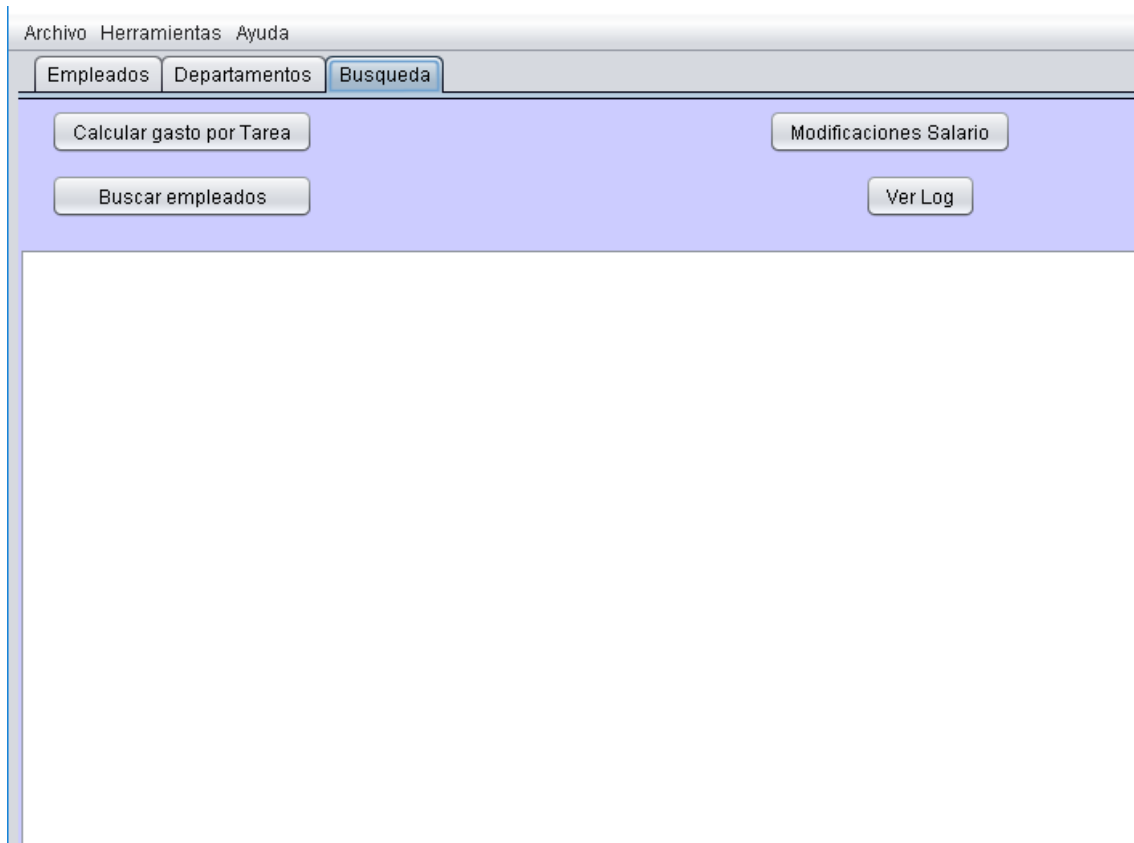 Archivo Herramientas Ayuda
Empleados Departamentos Busqueda
Calcular gasto por Tarea Modificaciones Salario
Buscar empleados Ver Log